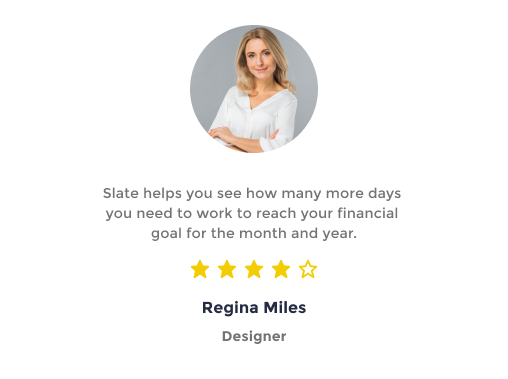 Slate helps you see how many more days
you need to work to reach your financial
goal for the month and year.
Regina Miles
Designer